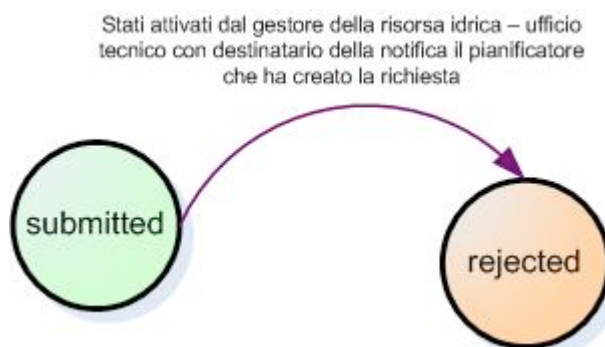 Stati attivati dal gestore della risorsa idrica – ufficio
tecnico con destinatario della notifica il pianificatore
che ha creato la richiesta
submitted
rejected